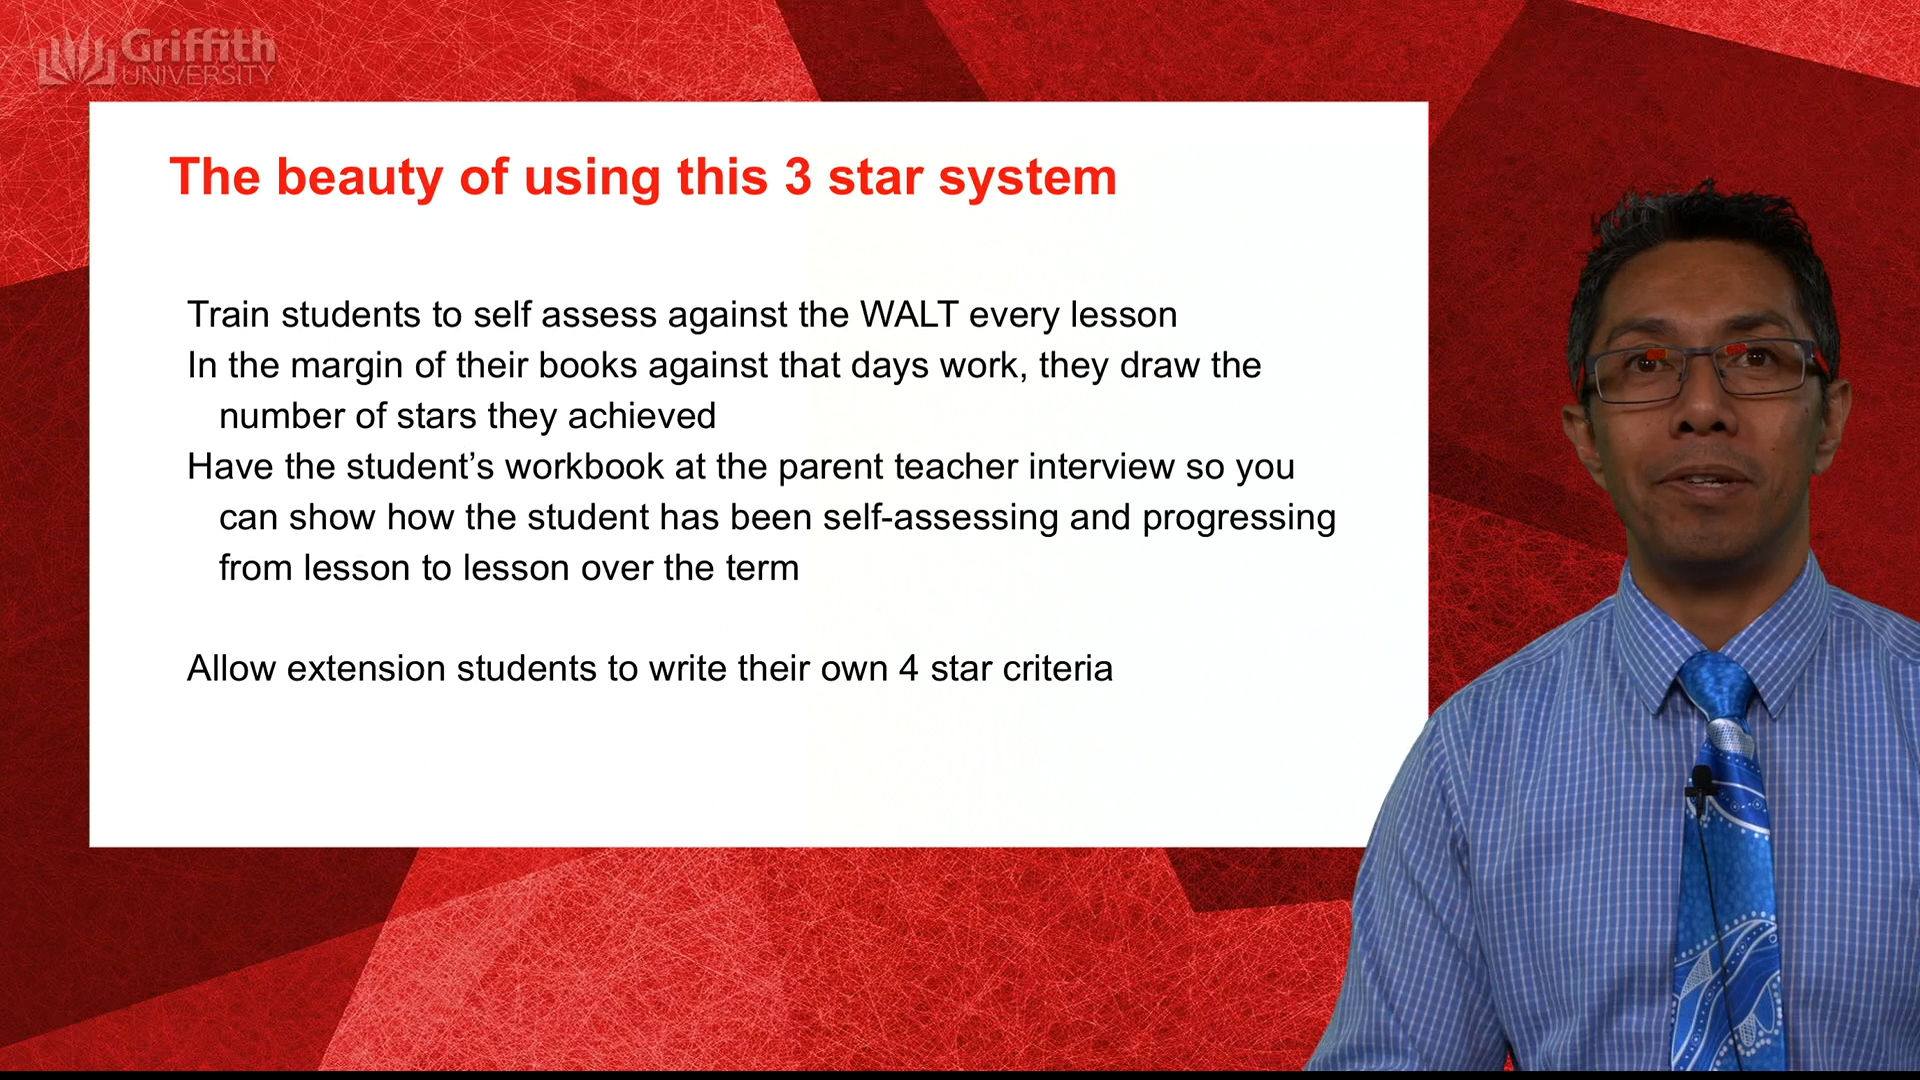 Griffith
UNIVERSITY
The beauty of using this 3 star system
Train students to self assess against the WALT every lesson
In the margin of their books against that days work, they draw the
number of stars they achieved
Have the student’s workbook at the parent teacher interview so you
can show how the student has been self-assessing and progressing
from lesson to lesson over the term
Allow extension students to write their own 4 star criteria